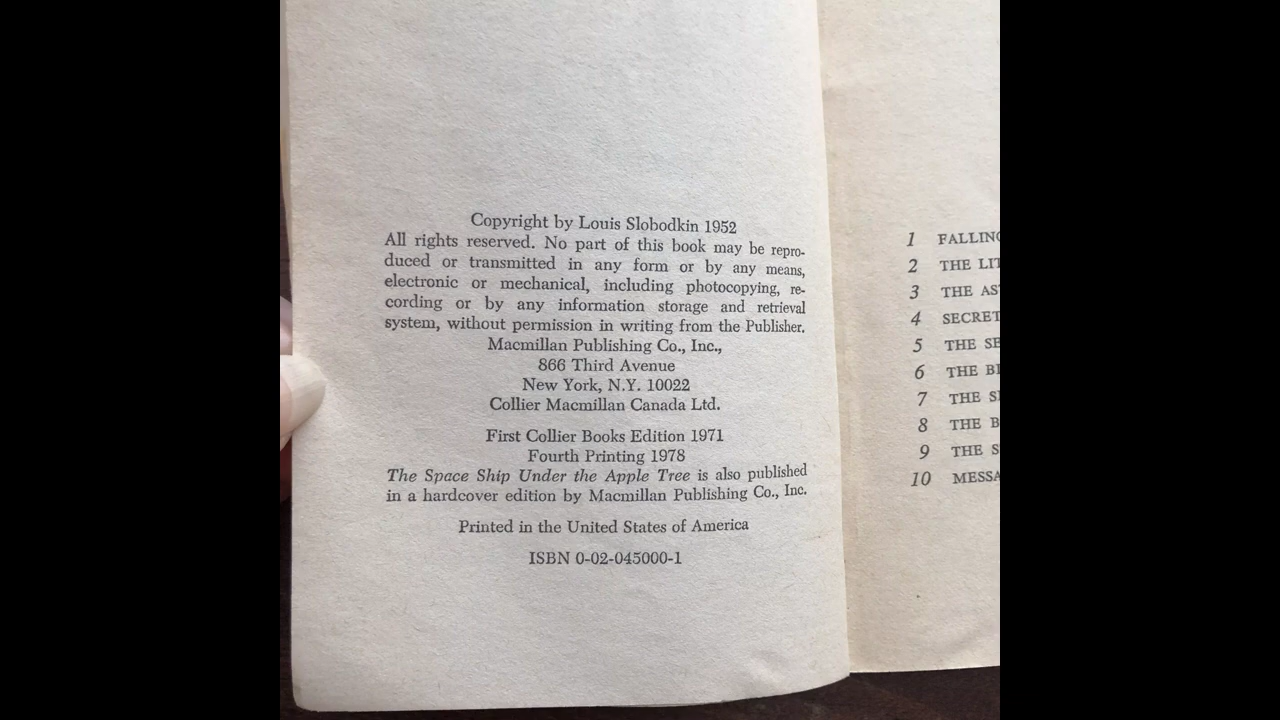 Copyright by Louis Slobodkin 1952
All rights reserved. No part of this book may be repro-
duced or transmitted in any form or by any means,
electronic or mechanical, including photocopying, re-
cording or by any information storage and retrieval
system, without permission in writing from the Publisher.
Macmillan Publishing Co., Inc.,
866 Third Avenue
New York, N.Y. 10022
Collier Macmillan Canada Ltd.
First Collier Books Edition 1971
Fourth Printing 1978
The Space Ship Under the Apple Tree is also published
in a hardcover edition by Macmillan Publishing Co., Inc.
Printed in the United States of America
ISBN 0-02-045000-1
1
2 THE
3 THE
4 SECRET
5 THE
6 THE
7 THE
8 THE
9 THE
10